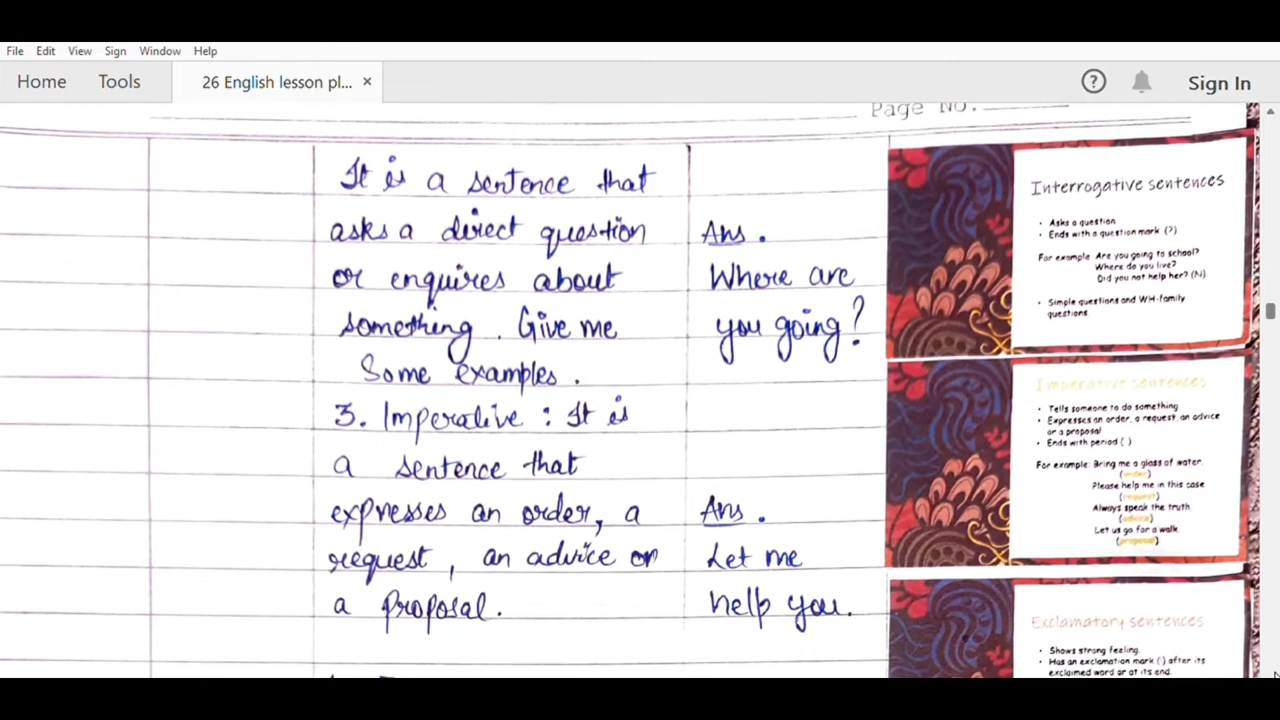 File Edit View Sign Window Help
Home Tools 26 English lesson pl... × ? Sign In
Page No.
It is a sentence that
asks a direct question
or enquires about
something. Give me
Some examples.
3. Imperative : It is
a sentence that
expresses an order, a
request, an advice or
a proposal.
Ans.
Where are
you going?
Ans.
Let me
help you.
Interrogative sentences
• Asks a question
• Ends with a question mark (?)
For example Are you going to school?
Where do you live?
Did you not help her? (N)
• Simple questions and WH-family
questions.
Imperative sentences
• Tells someone to do something
• Expresses an order, a request, an advice
or a proposal
• Ends with period ( )
For example: Bring me a glass of water.
(order)
Please help me in this case
(request)
Always speak the truth.
(advice)
Let us go for a walk.
(proposal)
Exclamatory sentences
• Shows strong feeling.
• Has an exclamation mark ( ) after its
exclaimed word or at its end.